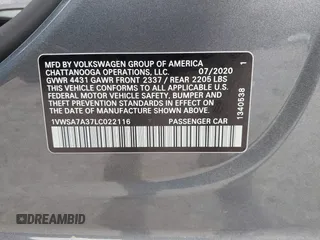 1
MFD BY VOLKSWAGEN GROUP OF AMERICA
CHATTANOOGA OPERATIONS, LLC. 07/2020
GVWR 4431 GAWR FRONT 2337 / REAR 2205 LBS
THIS VEHICLE CONFORMS TO ALL APPLICABLE
FEDERAL MOTOR VEHICLE SAFETY, BUMPER AND
THEFT PREVENTION STANDARDS IN EFFECT ON
THE DATE OF MANUFACTURE SHOWN ABOVE.
1VWSA7A37LC022116 PASSENGER CAR
1340538
DREAMBID